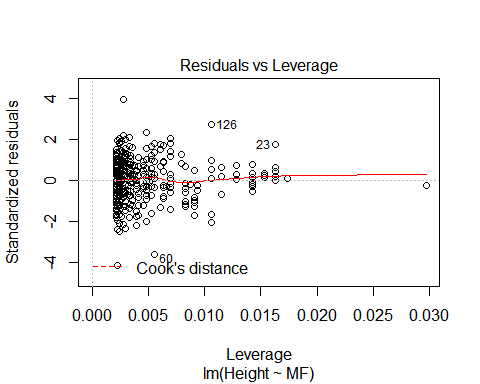 Residuals vs Leverage
Standardized residuals
4
2
0
-2
-4
126
23
60
Cook's distance
0.000 0.005 0.010 0.015 0.020 0.025 0.030
Leverage
lm(Height ~ MF)